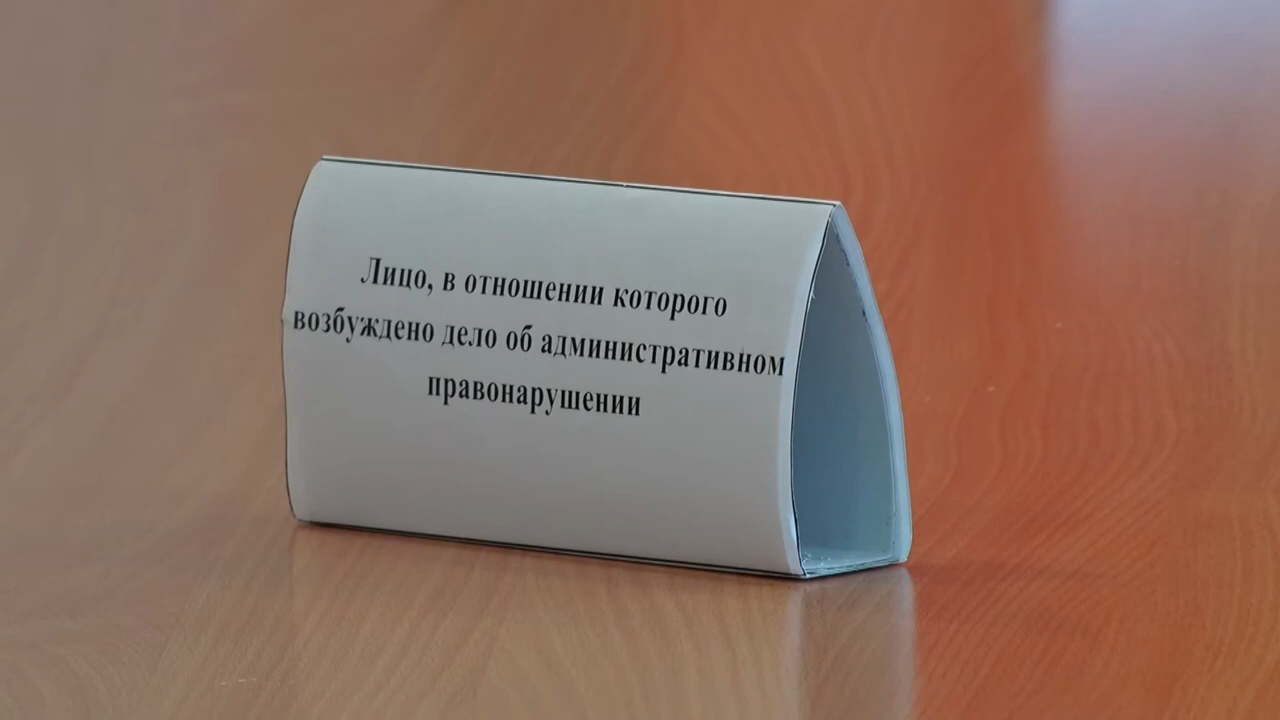 Лицо, в отношении которого
возбуждено дело об административном
правонарушении